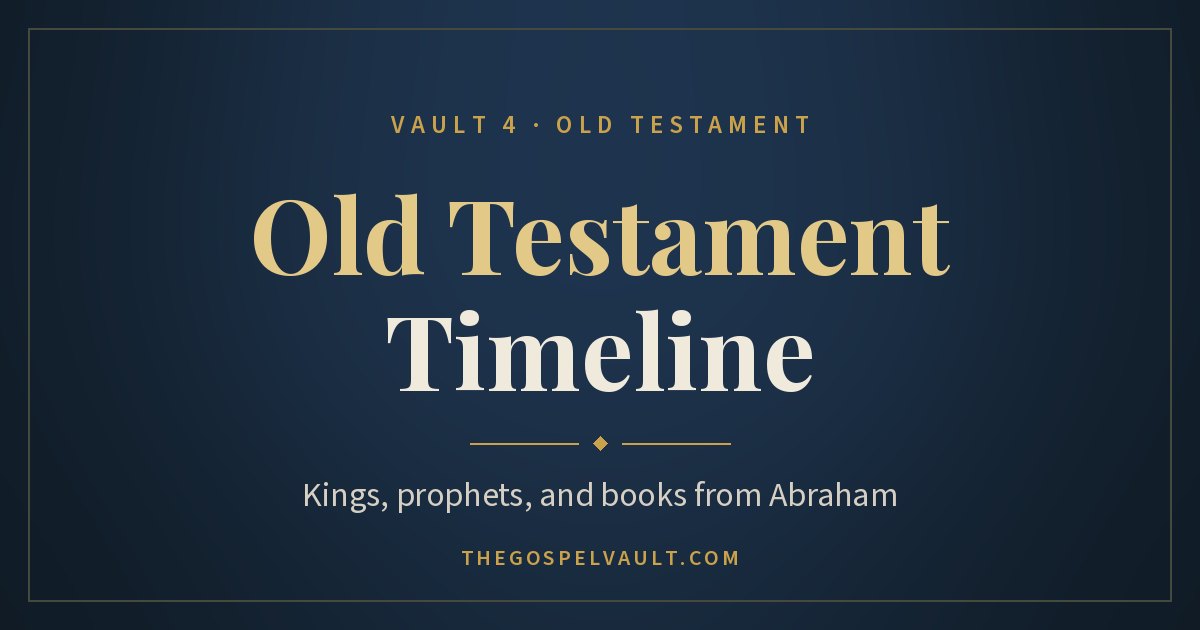 VAULT 4 · OLD TESTAMENT
Old Testament
Timeline
Kings, prophets, and books from Abraham
THEGOSPELVAULT.COM